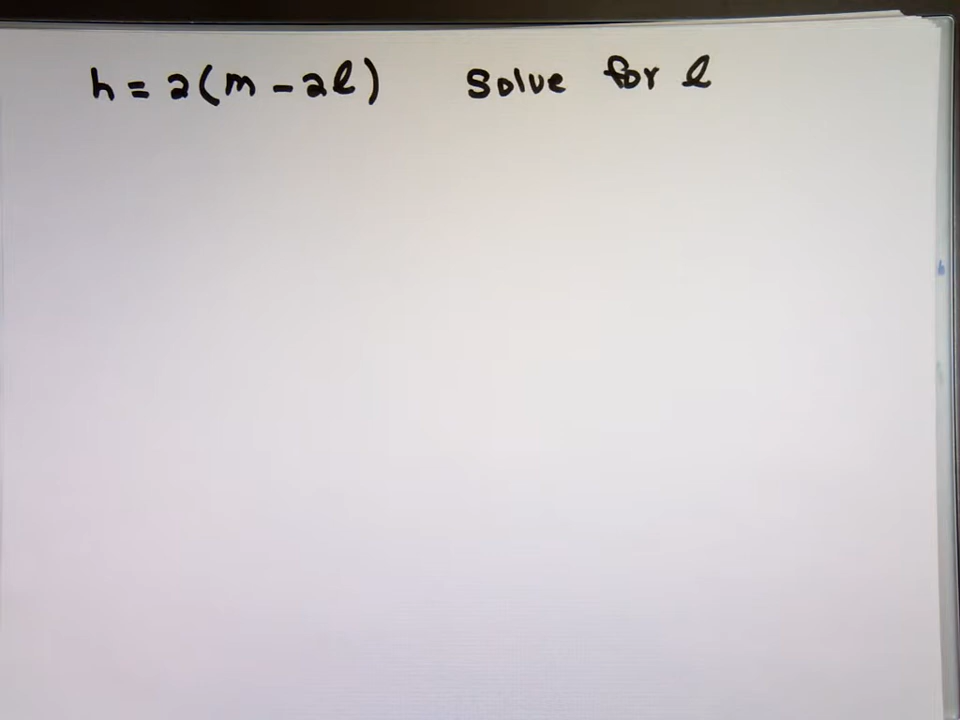 h = 2(m - 2l) Solve for l